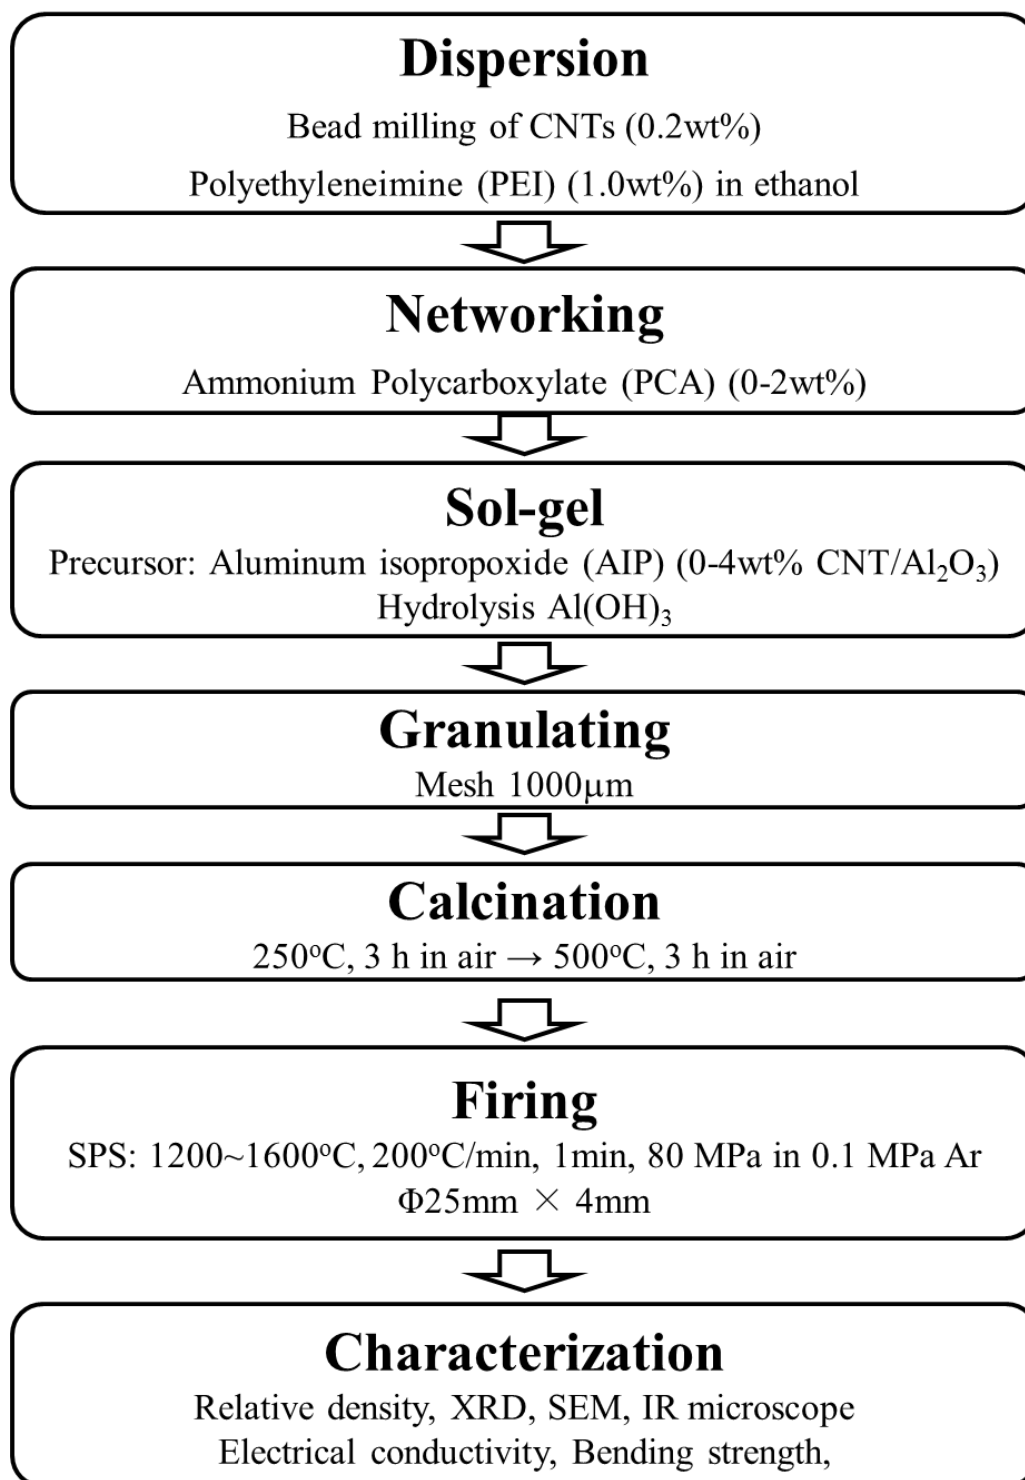 Dispersion
Bead milling of CNTs (0.2wt%)
Polyethyleneimine (PEI) (1.0wt%) in ethanol
Networking
Ammonium Polycarboxylate (PCA) (0-2wt%)
Sol-gel
Precursor: Aluminum isopropoxide (AIP) (0-4wt% CNT/Al₂O₃)
Hydrolysis Al(OH)₃
Granulating
Mesh 1000μm
Calcination
250°C, 3 h in air → 500°C, 3 h in air
Firing
SPS: 1200~1600°C, 200°C/min, 1min, 80 MPa in 0.1 MPa Ar
Φ25mm × 4mm
Characterization
Relative density, XRD, SEM, IR microscope
Electrical conductivity, Bending strength,